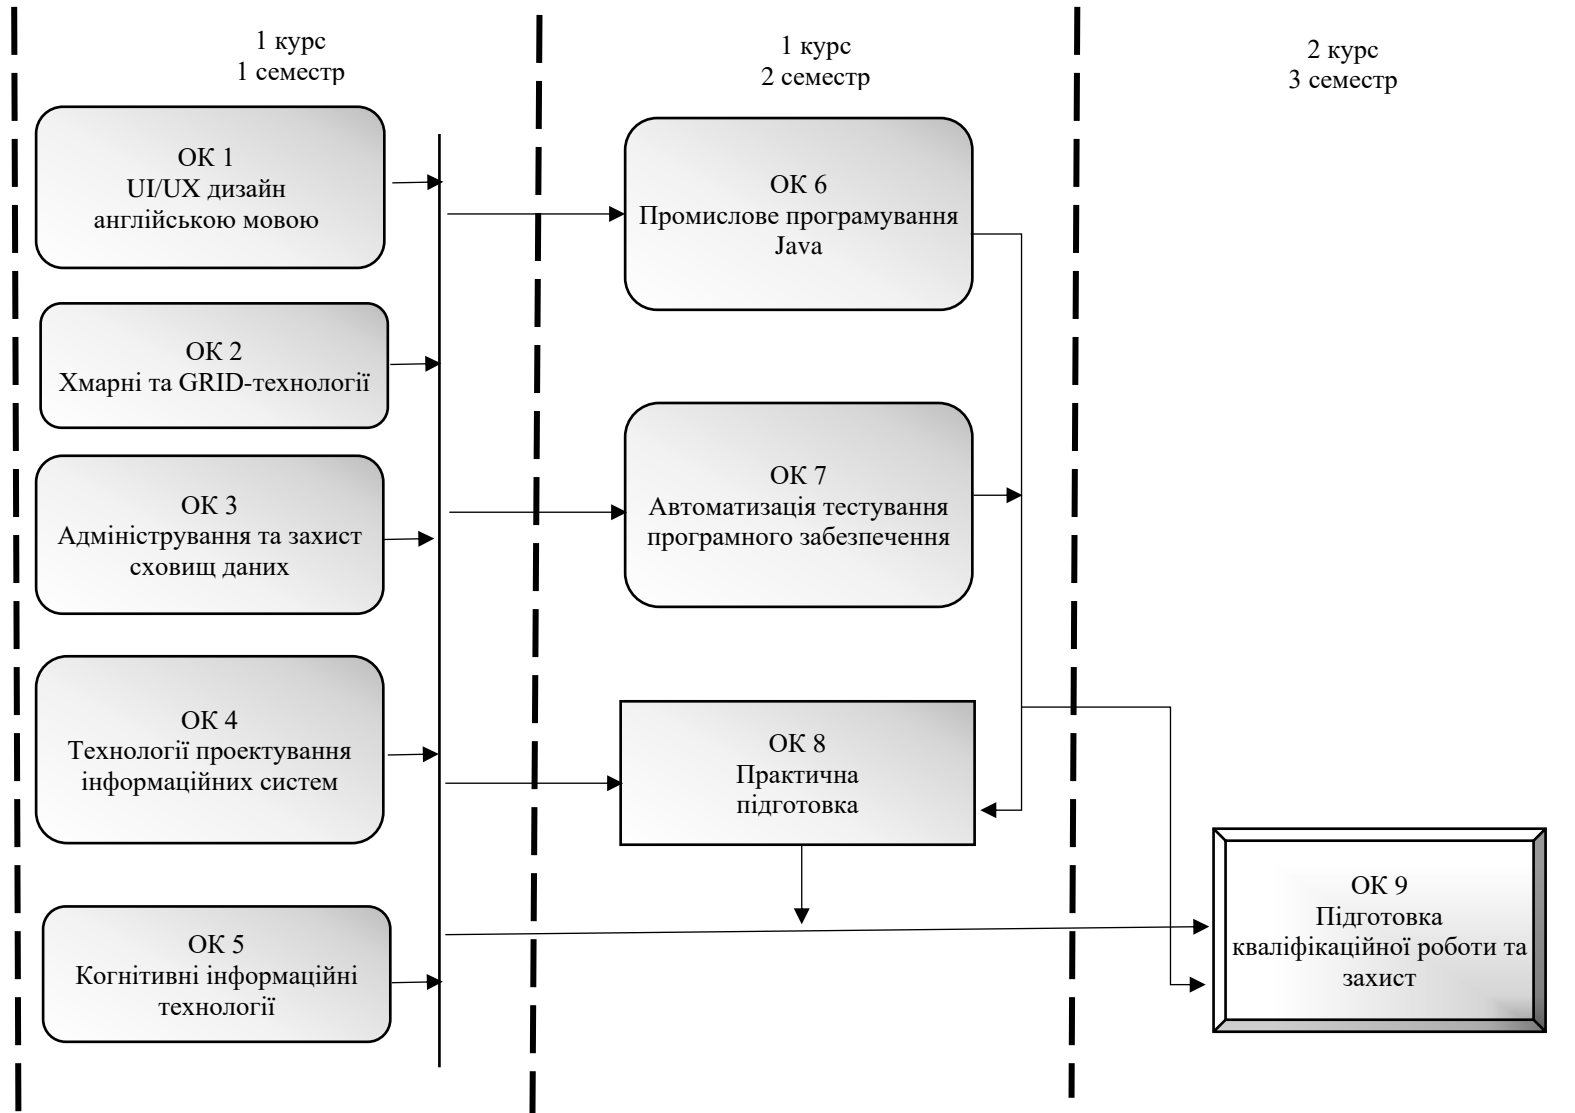 1 курс
1 семестр
1 курс
2 семестр
2 курс
3 семестр
ОК 1
UI/UX дизайн
англійською мовою
ОК 2
Хмарні та GRID-технології
ОК 3
Адміністрування та захист
сховищ даних
ОК 4
Технології проектування
інформаційних систем
ОК 5
Когнітивні інформаційні
технології
ОК 6
Промислове програмування
Java
ОК 7
Автоматизація тестування
програмного забезпечення
ОК 8
Практична
підготовка
ОК 9
Підготовка
кваліфікаційної роботи та
захист